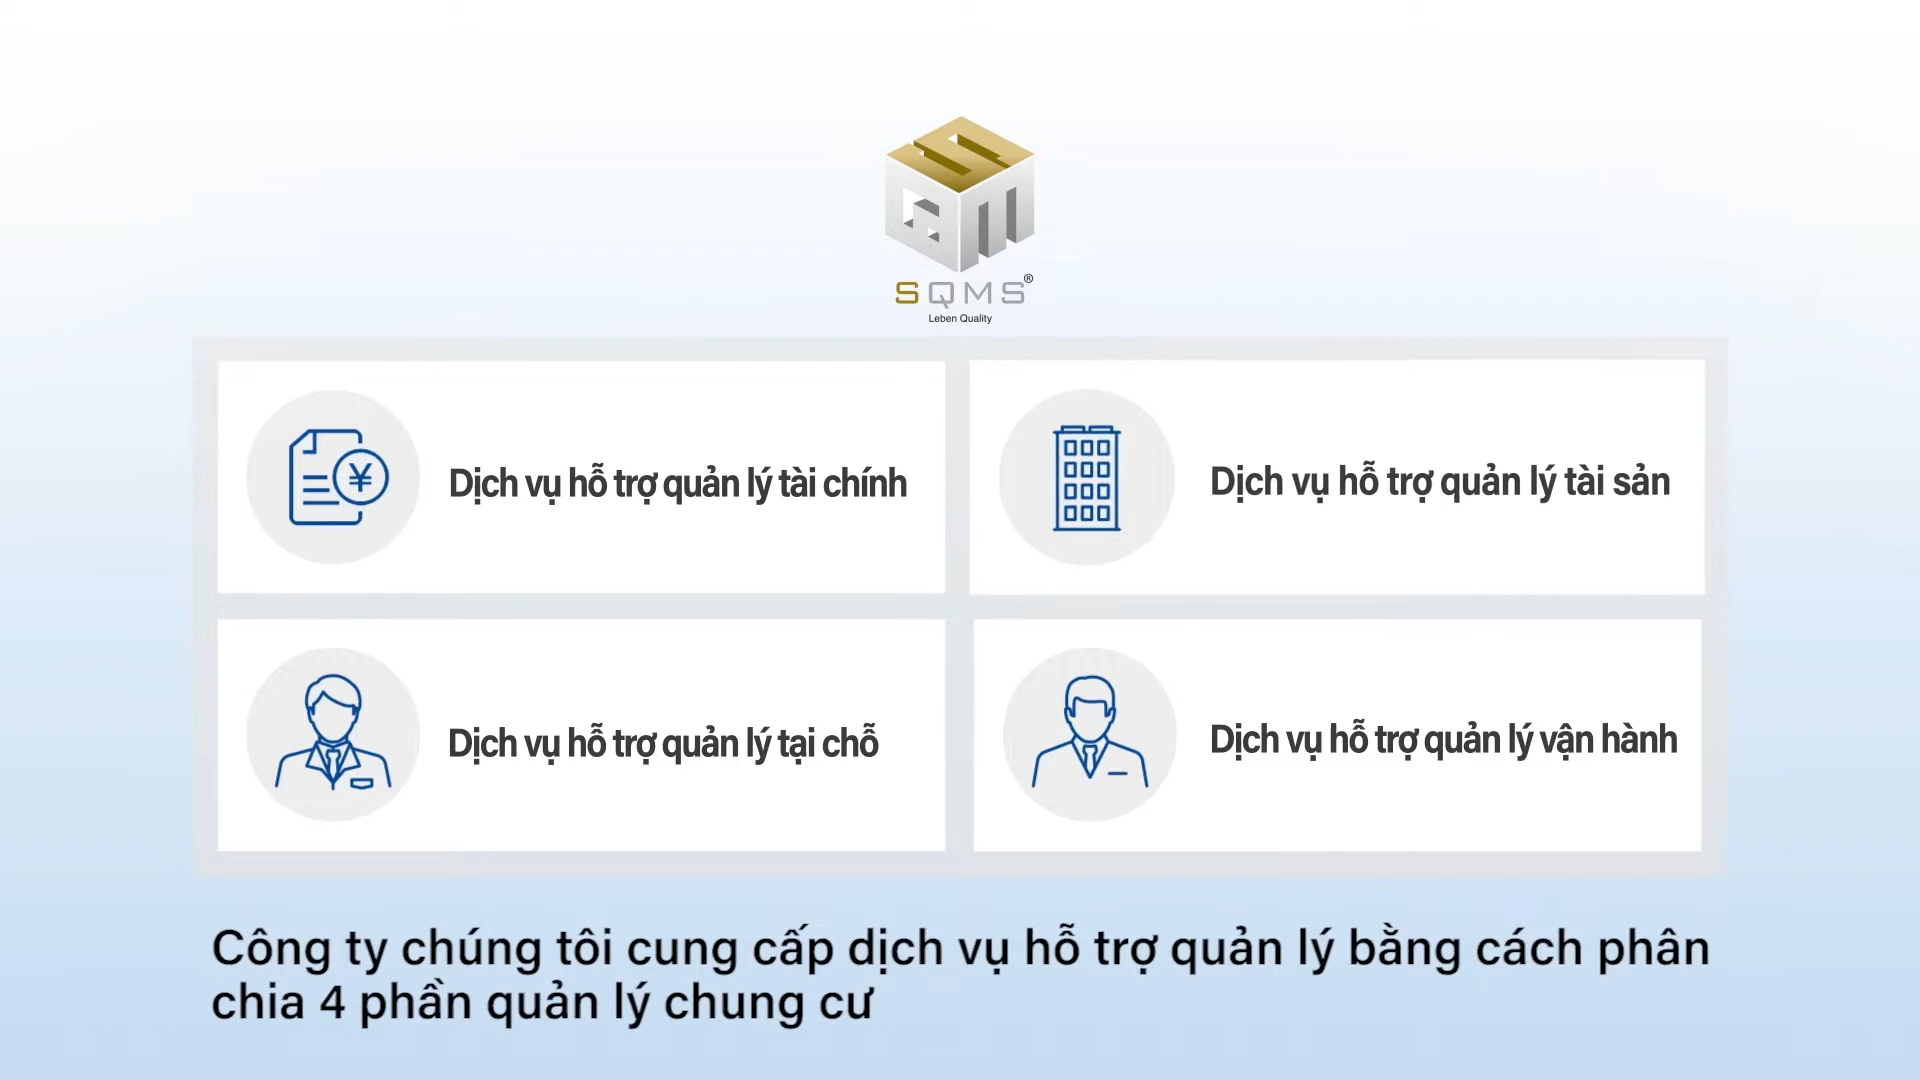 SQMS®
Leben Quality
Dịch vụ hỗ trợ quản lý tài chính
Dịch vụ hỗ trợ quản lý tài sản
Dịch vụ hỗ trợ quản lý tại chỗ
Dịch vụ hỗ trợ quản lý vận hành
Công ty chúng tôi cung cấp dịch vụ hỗ trợ quản lý bằng cách phân
chia 4 phần quản lý chung cư